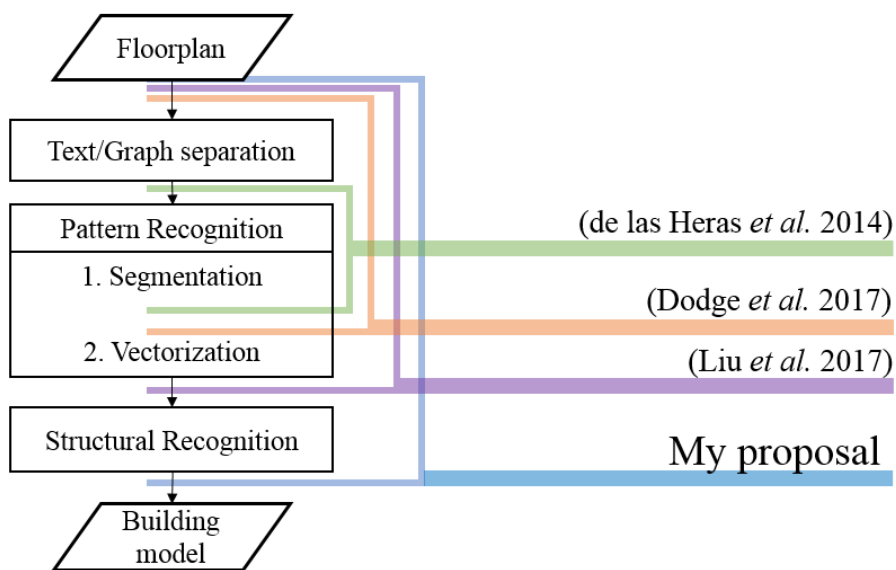 Floorplan
Text/Graph separation
Pattern Recognition
1. Segmentation
2. Vectorization
Structural Recognition
Building
model
(de las Heras et al. 2014)
(Dodge et al. 2017)
(Liu et al. 2017)
My proposal